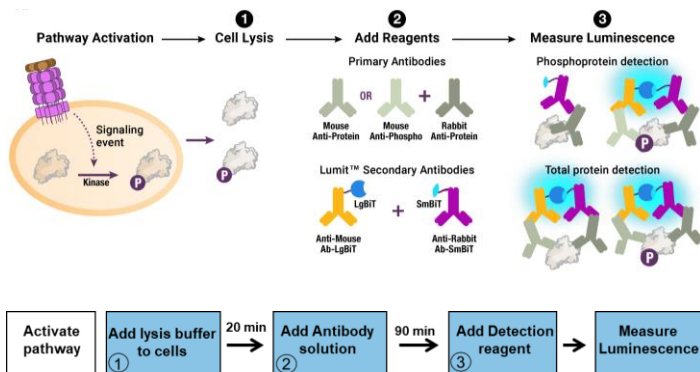 1
2
3
Pathway Activation
Cell Lysis
Add Reagents
Measure Luminescence
Primary Antibodies
Phosphoprotein detection
Signaling
event
Kinase
P
P
OR
+
Mouse
Anti-Protein
Mouse
Anti-Phospho
Rabbit
Anti-Protein
P
Lumit™ Secondary Antibodies
Total protein detection
LgBiT
+
SmBiT
Anti-Mouse
Ab-LgBiT
Anti-Rabbit
Ab-SmBiT
P
Activate
pathway
Add lysis buffer
to cells
1
20 min
Add Antibody
solution
2
90 min
Add Detection
reagent
3
Measure
Luminescence